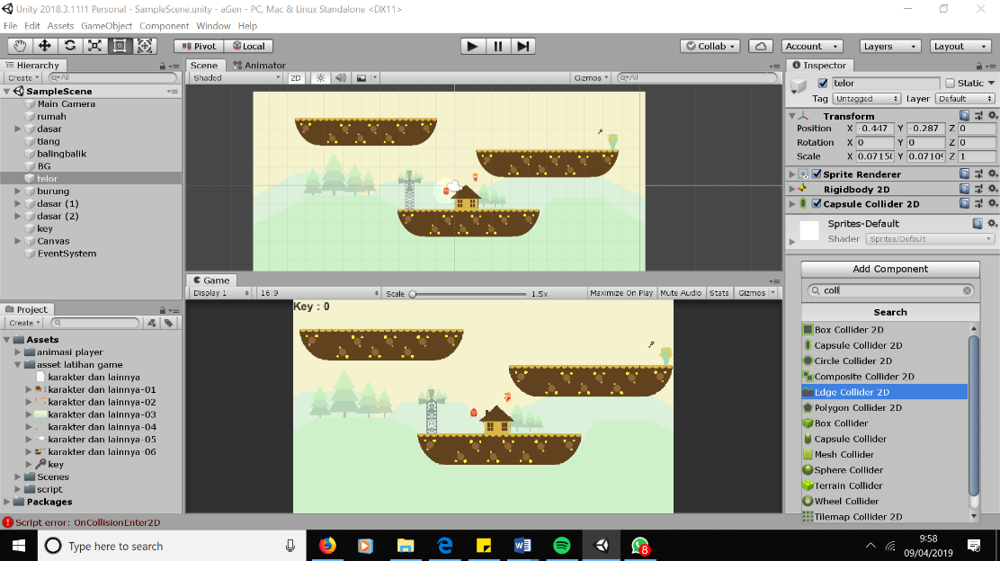 Unity 2018.3.11f1 Personal - SampleScene.unity - aGen - PC, Mac & Linux Standalone <DX11>
File Edit Assets GameObject Component Window Help
Pivot Local Collab Account Layers Layout
Hierarchy
Create All
SampleScene
Main Camera
rumah
dasar
tiang
balingbalik
BG
telor
burung
dasar (1)
dasar (2)
key
Canvas
EventSystem
Scene Animator
Shaded 2D Gizmos All
Game
Display 1 16:9 Scale 1.5x Maximize On Play Mute Audio Stats Gizmos
Key : 0
Project
Create
Assets
animasi player
asset latihan game
karakter dan lainnya
karakter dan lainnya-01
karakter dan lainnya-02
karakter dan lainnya-03
karakter dan lainnya-04
karakter dan lainnya-05
karakter dan lainnya-06
key
Scenes
script
Packages
Inspector
telor Static
Tag Untagged Layer Default
Transform
Position X -0.447 Y -0.287 Z 0
Rotation X 0 Y 0 Z 0
Scale X 0.0715 Y 0.0710 Z 1
Sprite Renderer
Rigidbody 2D
Capsule Collider 2D
Sprites-Default
Shader Sprites/Default
Add Component
coll
Search
Box Collider 2D
Capsule Collider 2D
Circle Collider 2D
Composite Collider 2D
Edge Collider 2D
Polygon Collider 2D
Box Collider
Capsule Collider
Mesh Collider
Sphere Collider
Terrain Collider
Wheel Collider
Tilemap Collider 2D
Script error: OnCollisionEnter2D
Type here to search
8
9:58
09/04/2019